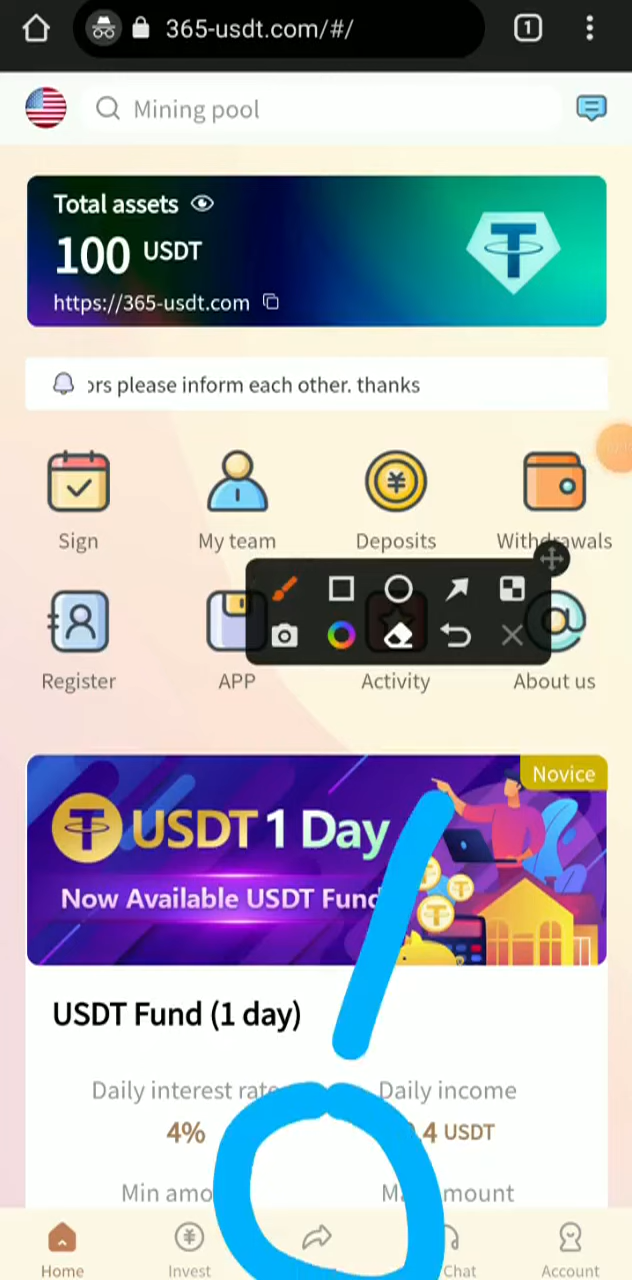 365-usdt.com/#/
1
Mining pool
Total assets
100 USDT
https://365-usdt.com
ors please inform each other. thanks
Sign
My team
Deposits
Withdrawals
Register
APP
Activity
About us
Novice
USDT 1 Day
Now Available USDT Fund
USDT Fund (1 day)
Daily interest rate
Daily income
4%
4 USDT
Min amo
mount
Home
Invest
Chat
Account